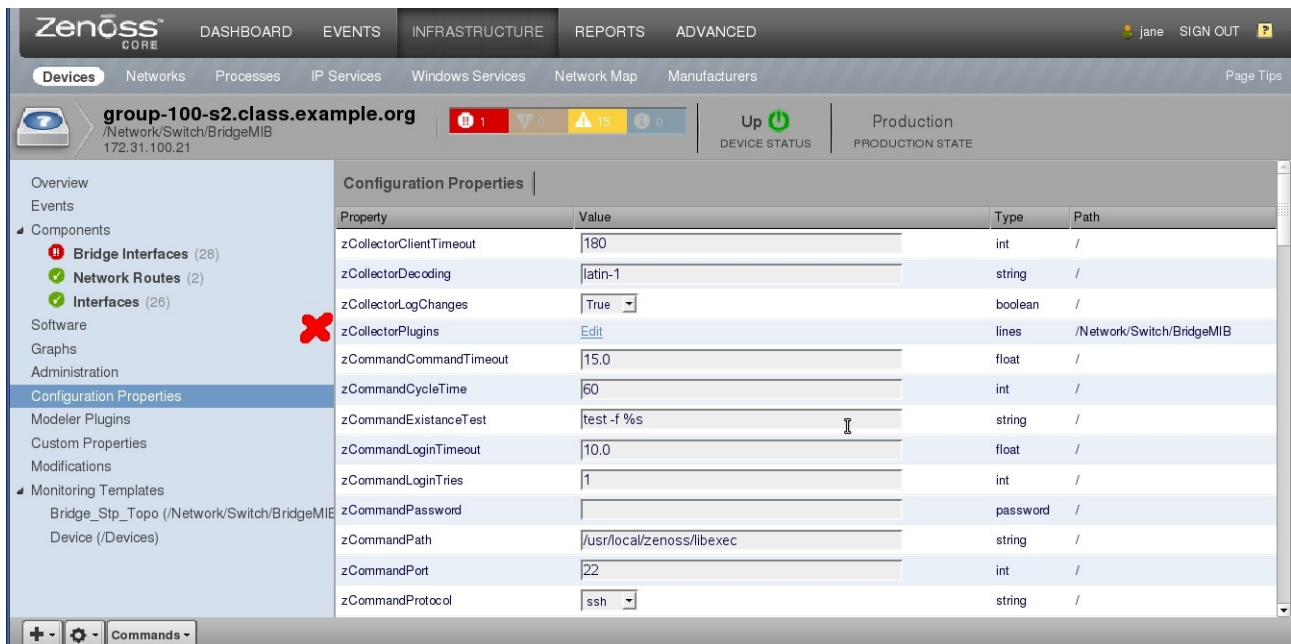 Zenoss CORE DASHBOARD EVENTS INFRASTRUCTURE REPORTS ADVANCED jane SIGN OUT ?
Devices Networks Processes IP Services Windows Services Network Map Manufacturers Page Tips
group-100-s2.class.example.org
/Network/Switch/BridgeMIB
172.31.100.21
1 0 15 0
Up
DEVICE STATUS
Production
PRODUCTION STATE
Overview
Events
Components
Bridge Interfaces (28)
Network Routes (2)
Interfaces (26)
Software
Graphs
Administration
Configuration Properties
Modeler Plugins
Custom Properties
Modifications
Monitoring Templates
Bridge_Stp_Topo (/Network/Switch/BridgeMIB
Device (/Devices)
Configuration Properties
Property Value Type Path
zCollectorClientTimeout 180 int /
zCollectorDecoding latin-1 string /
zCollectorLogChanges True boolean /
zCollectorPlugins Edit lines /Network/Switch/BridgeMIB
zCommandCommandTimeout 15.0 float /
zCommandCycleTime 60 int /
zCommandExistanceTest test -f %s string /
zCommandLoginTimeout 10.0 float /
zCommandLoginTries 1 int /
zCommandPassword password /
zCommandPath /usr/local/zenoss/libexec string /
zCommandPort 22 int /
zCommandProtocol ssh string /
Commands